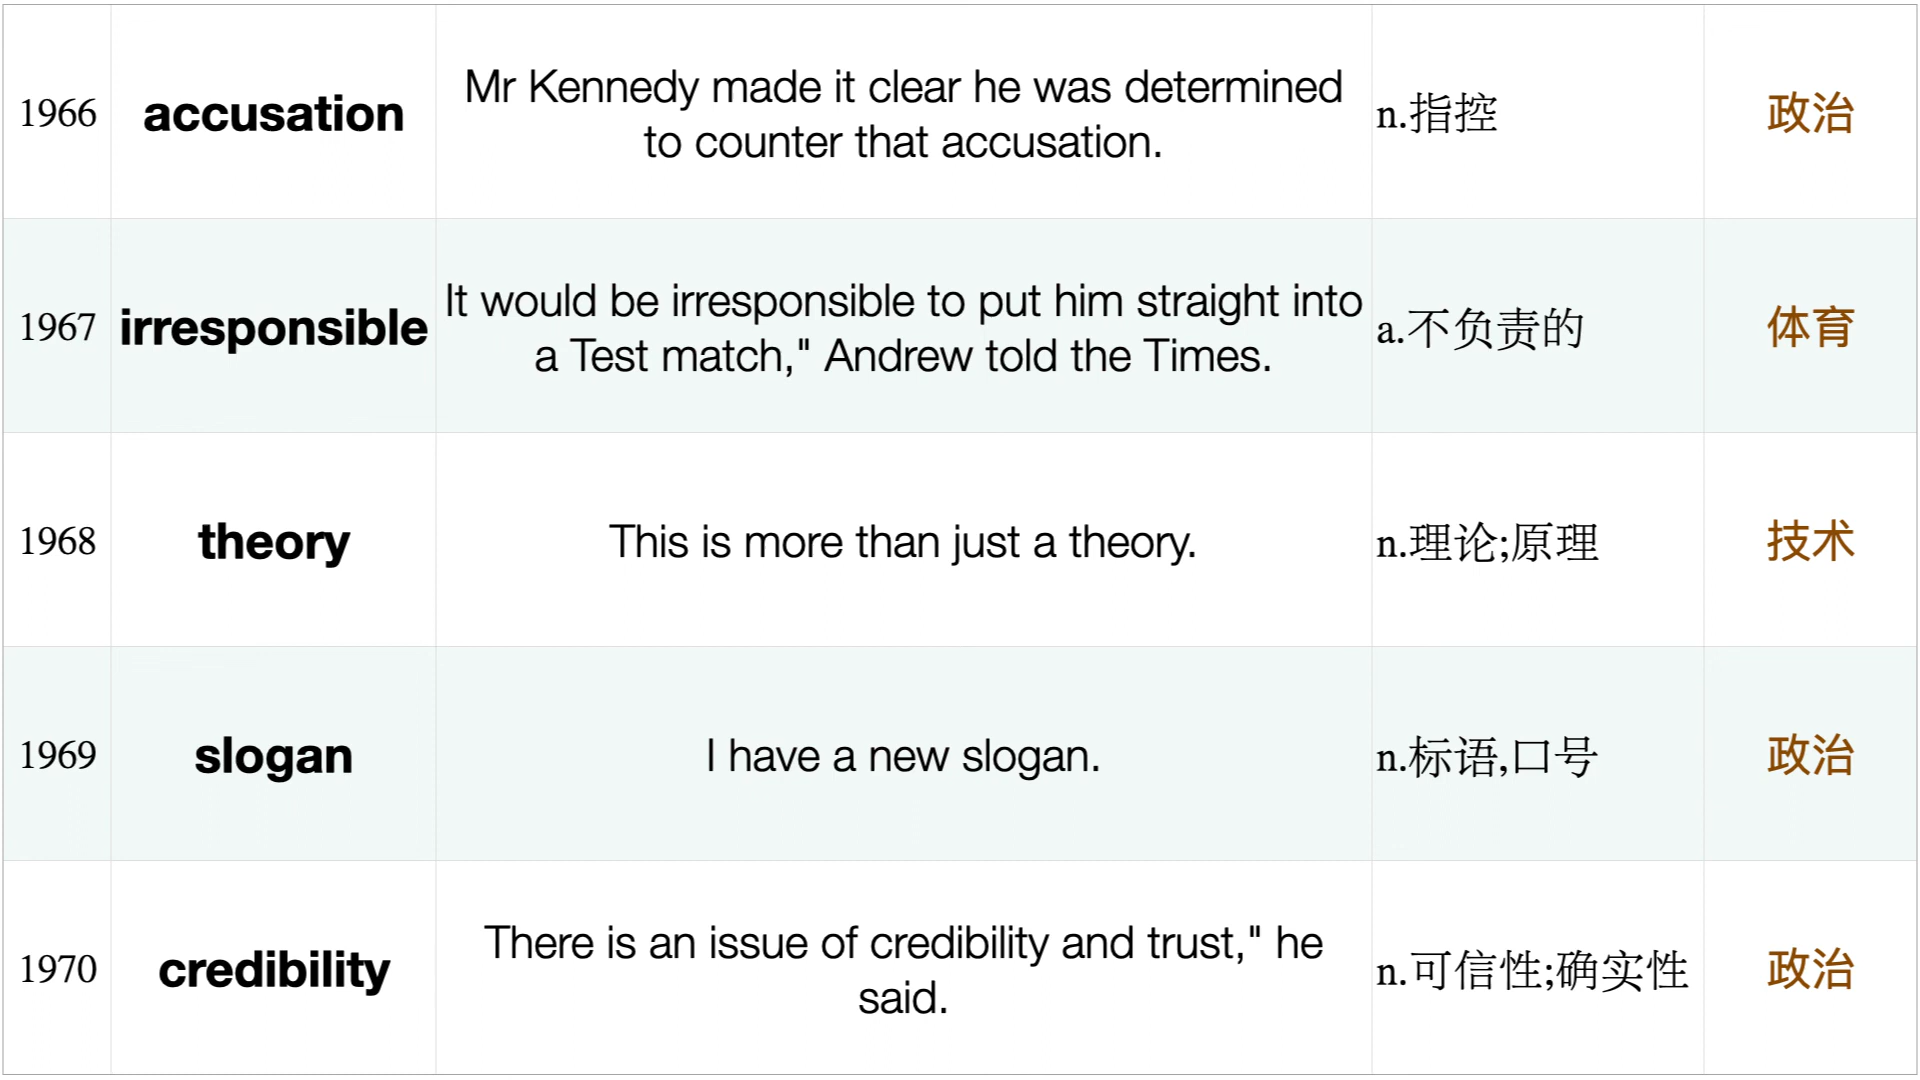 1966
accusation
Mr Kennedy made it clear he was determined
to counter that accusation.
n.指控
政治
1967
irresponsible
It would be irresponsible to put him straight into
a Test match," Andrew told the Times.
a.不负责的
体育
1968
theory
This is more than just a theory.
n.理论;原理
技术
1969
slogan
I have a new slogan.
n.标语,口号
政治
1970
credibility
There is an issue of credibility and trust," he
said.
n.可信性;确实性
政治